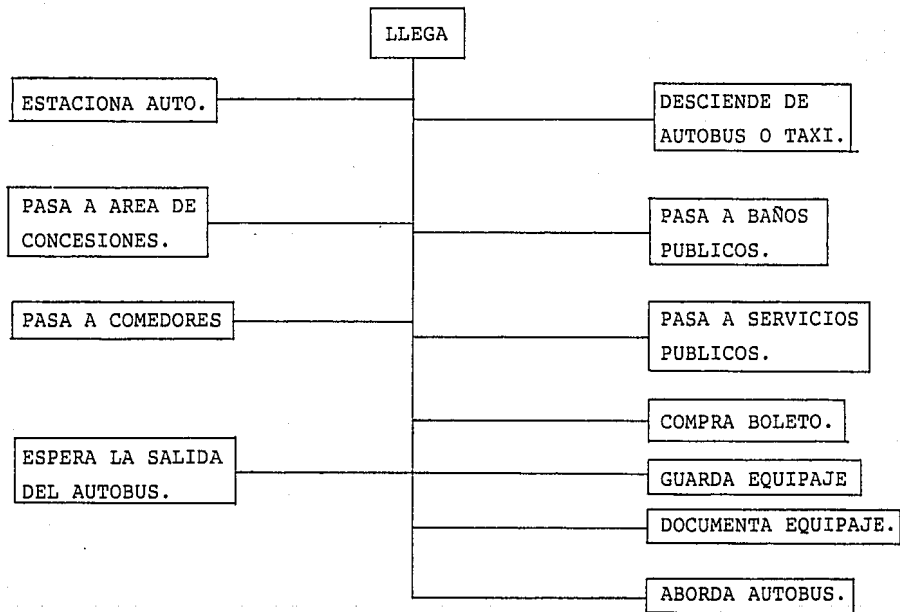 LLEGA
ESTACIONA AUTO.
DESCIENDE DE
AUTOBUS O TAXI.
PASA A AREA DE
CONCESIONES.
PASA A BAÑOS
PUBLICOS.
PASA A COMEDORES
PASA A SERVICIOS
PUBLICOS.
COMPRA BOLETO.
ESPERA LA SALIDA
DEL AUTOBUS.
GUARDA EQUIPAJE
DOCUMENTA EQUIPAJE.
ABORDA AUTOBUS.